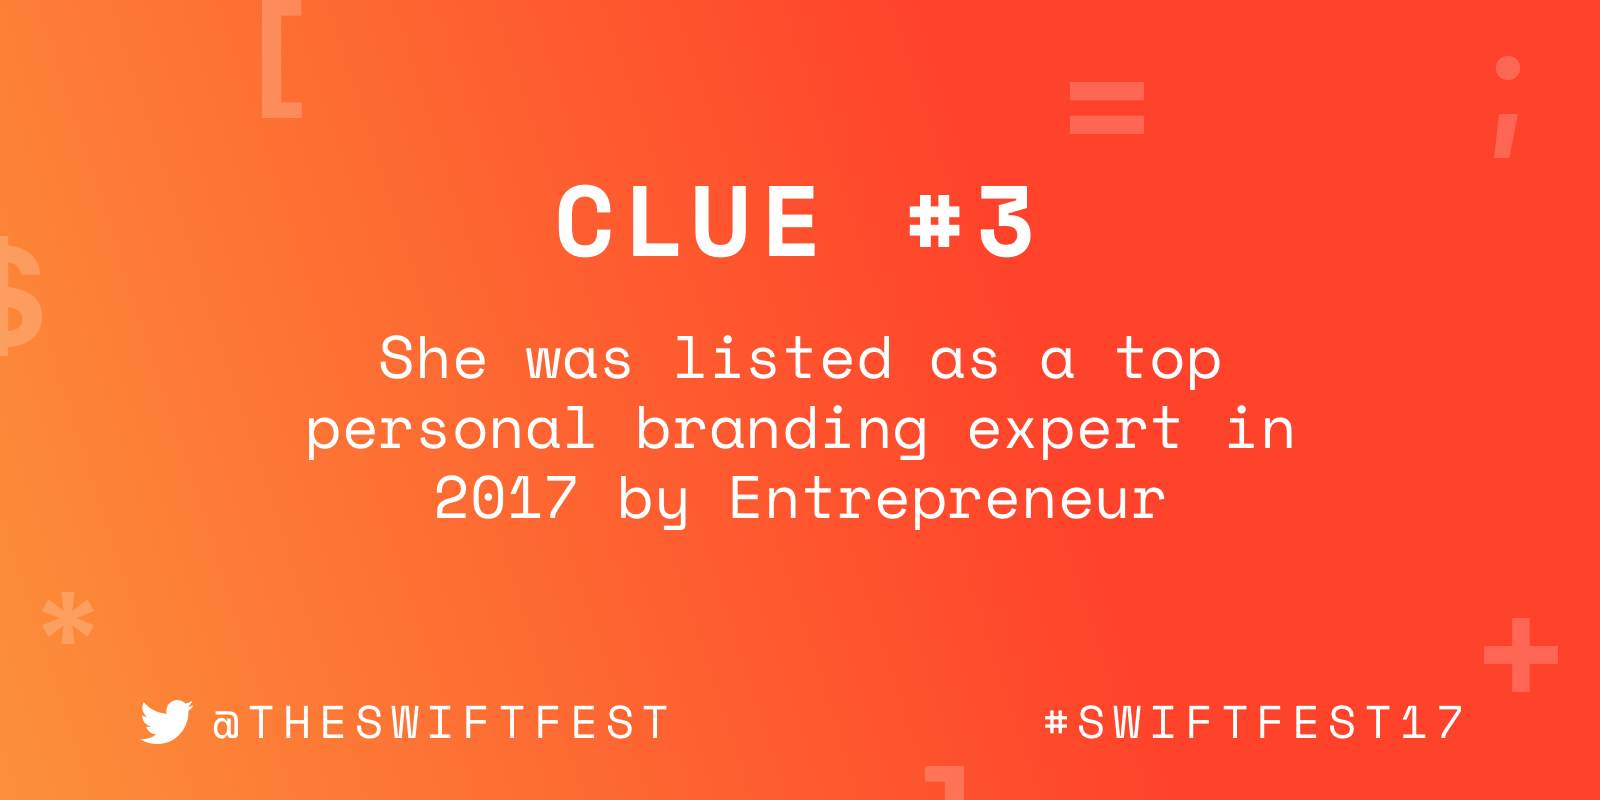 [
=
;
CLUE #3
$
She was listed as a top
personal branding expert in
2017 by Entrepreneur
*
+
@THESWIFTFEST
#SWIFTFEST17
]